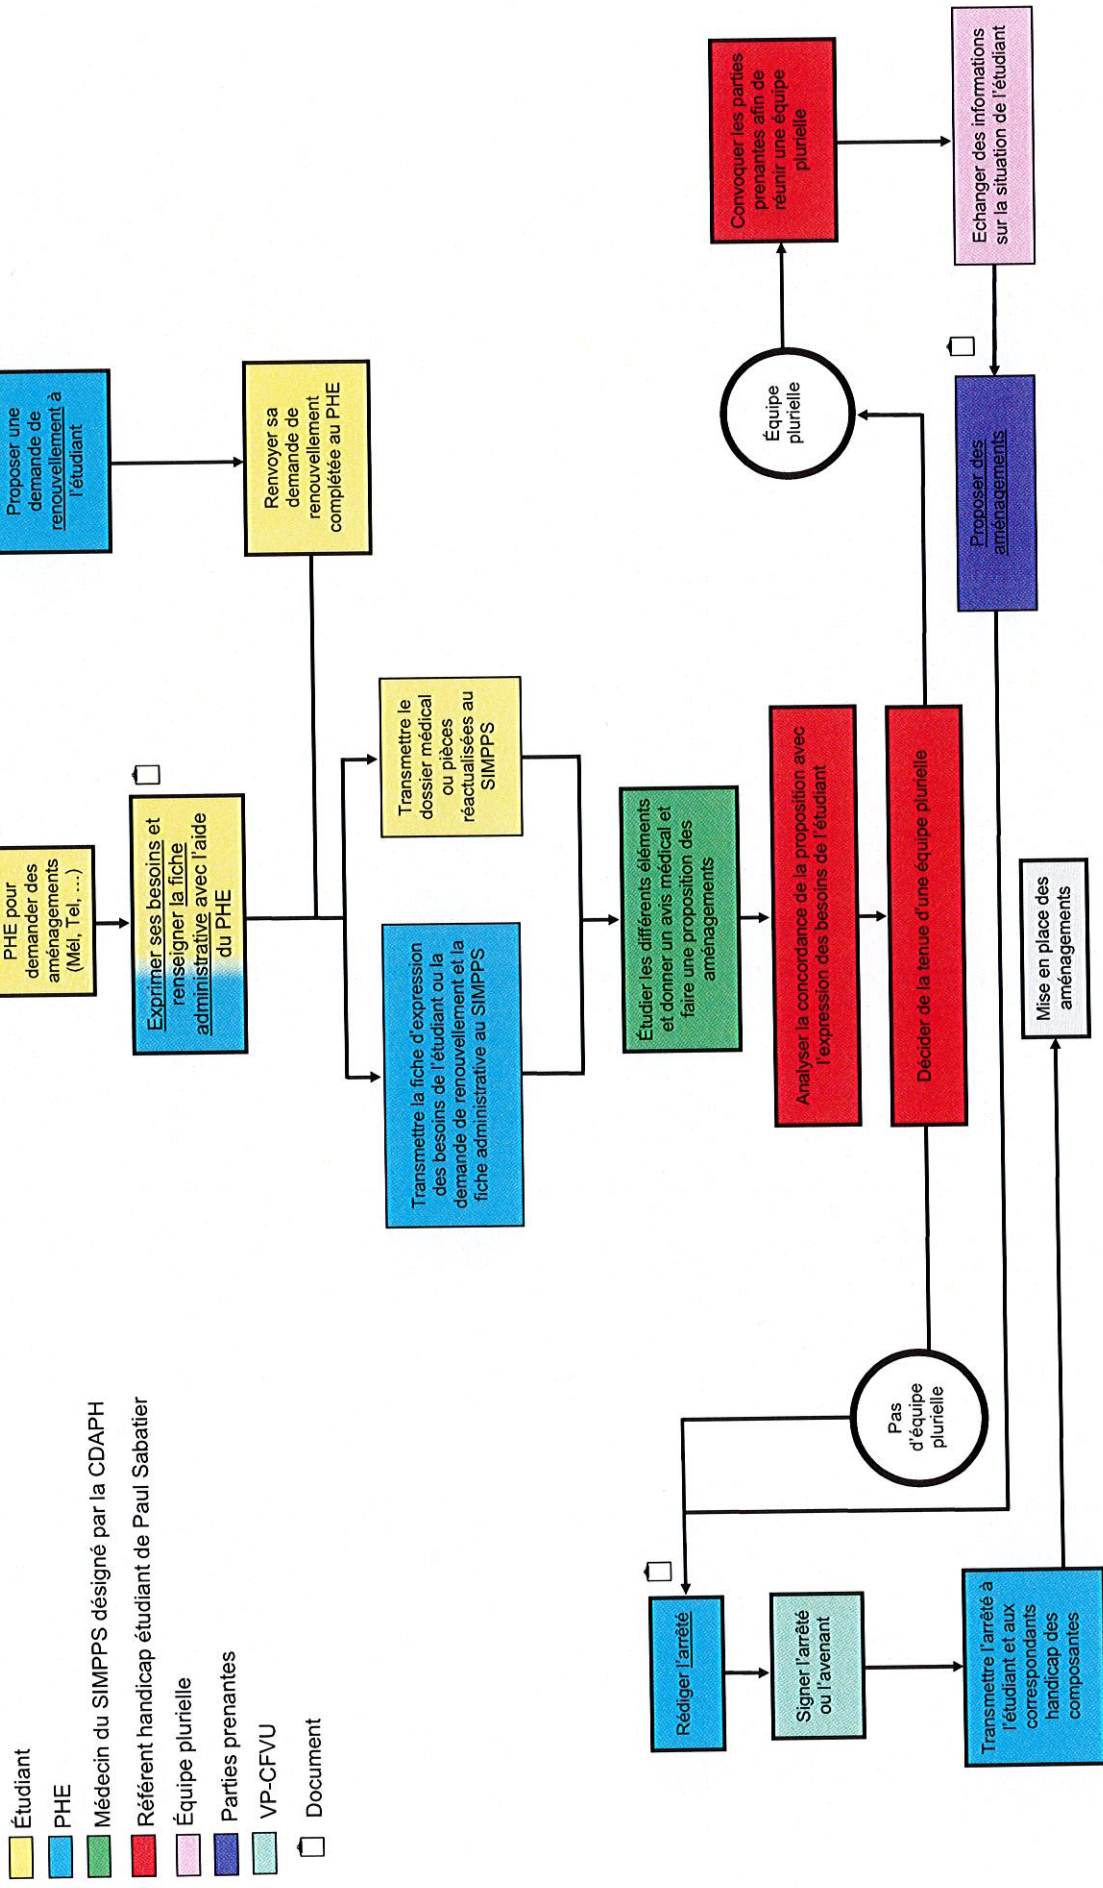 Étudiant
PHE
Médecin du SIMPPS désigné par la CDAPH
Référent handicap étudiant de Paul Sabatier
Équipe plurielle
Parties prenantes
VP-CFVU
Document
PHE pour
demander des
aménagements
(Mél, Tel, ...)
Proposer une
demande de
renouvellement à
l'étudiant
Exprimer ses besoins et
renseigner la fiche
administrative avec l'aide
du PHE
Renvoyer sa
demande de
renouvellement
complétée au PHE
Transmettre la fiche d'expression
des besoins de l'étudiant ou la
demande de renouvellement et la
fiche administrative au SIMPPS
Transmettre le
dossier médical
ou pièces
réactualisées au
SIMPPS
Étudier les différents éléments
et donner un avis médical et
faire une proposition des
aménagements
Analyser la concordance de la proposition avec
l'expression des besoins de l'étudiant
Décider de la tenue d'une équipe plurielle
Pas
d'équipe
plurielle
Équipe
plurielle
Convoquer les parties
prenantes afin de
réunir une équipe
plurielle
Echanger des informations
sur la situation de l'étudiant
Proposer des
aménagements
Rédiger l'arrêté
Signer l'arrêté
ou l'avenant
Transmettre l'arrêté à
l'étudiant et aux
correspondants
handicap des
composantes
Mise en place des
aménagements